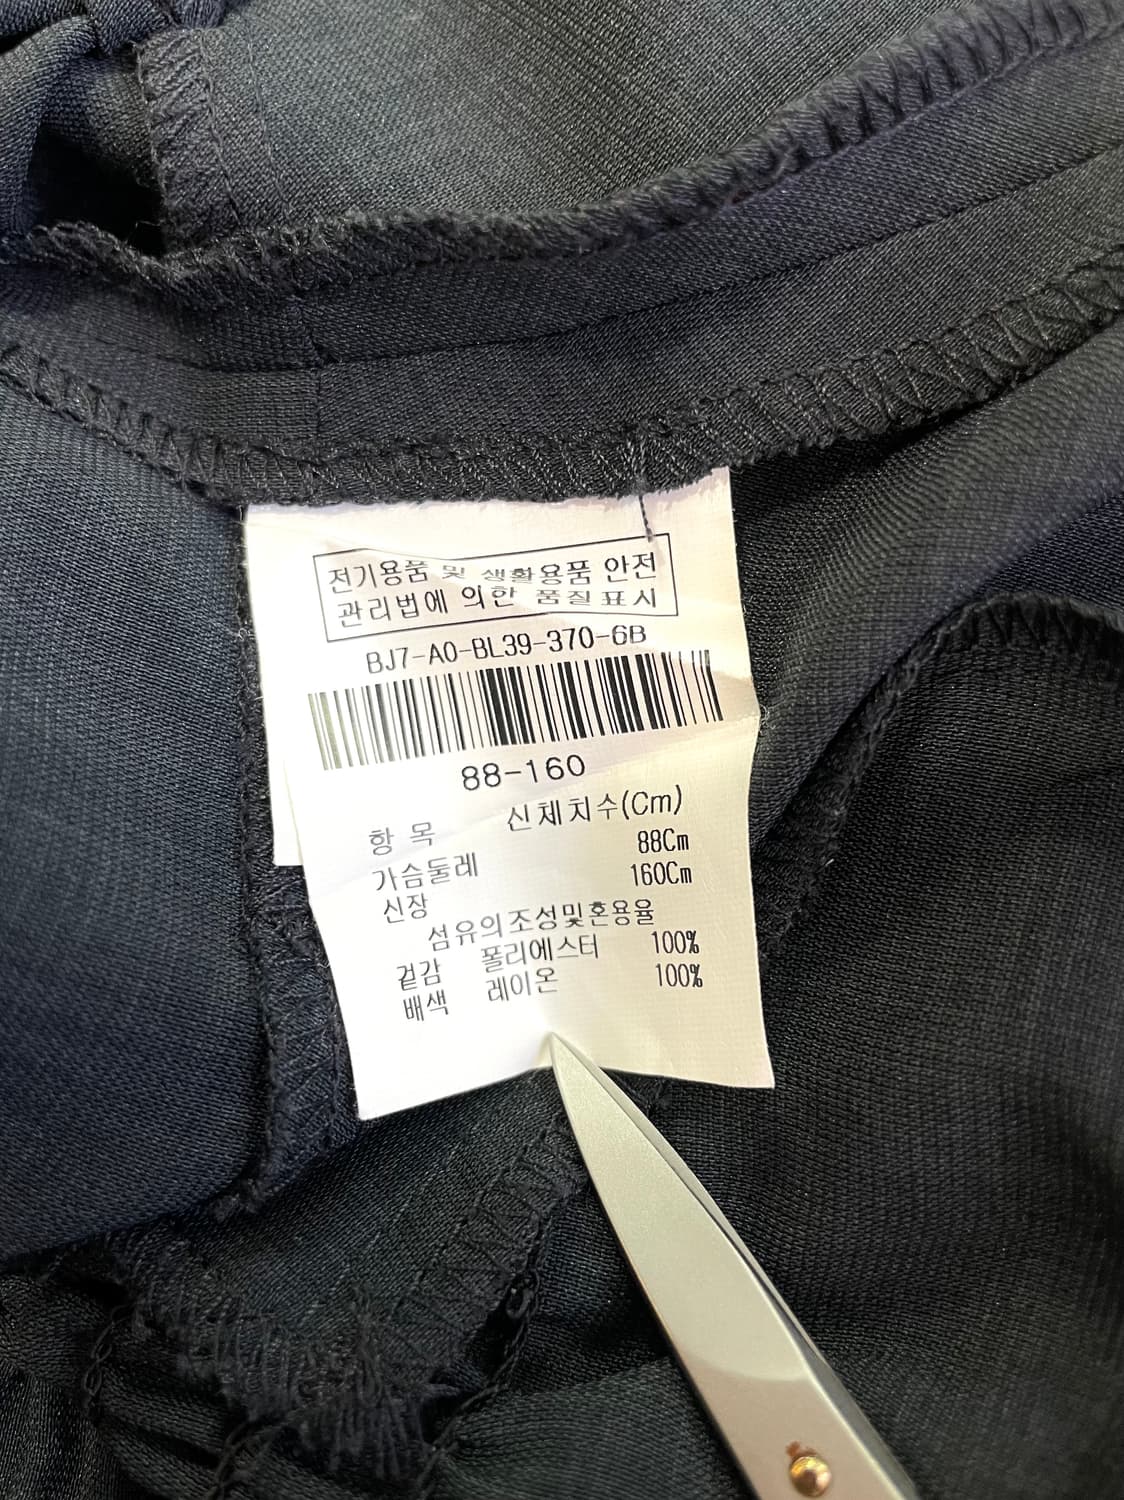 전기용품 및 생활용품 안전
관리법에 의한 품질표시
BJ7-A0-BL39-370-6B
88-160
항 목 신체치수(Cm)
가슴둘레 88Cm
신장 160Cm
섬유의조성및혼용율
겉감 폴리에스터 100%
배색 레이온 100%